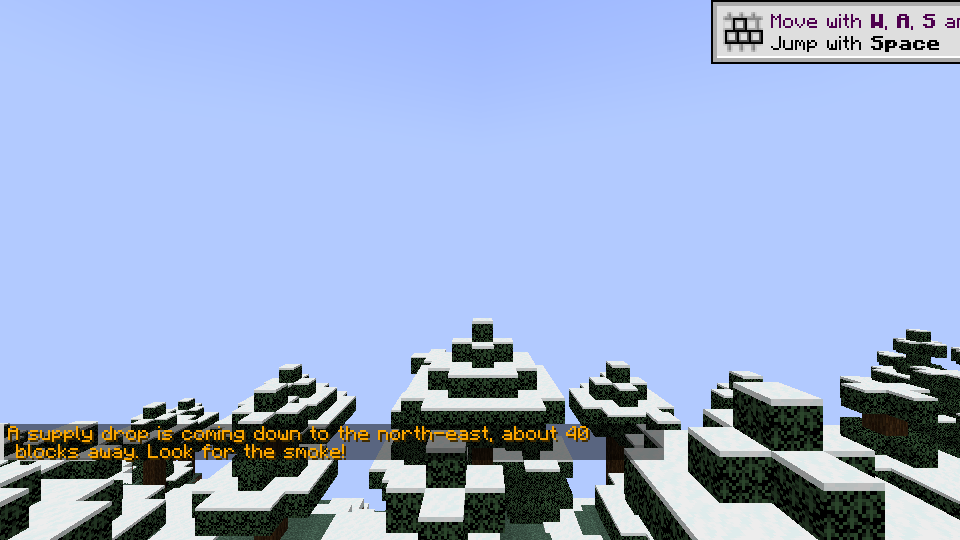 Move with W, A, S
Jump with Space
A supply drop is coming down to the north-east, about 40
blocks away. Look for the smoke!